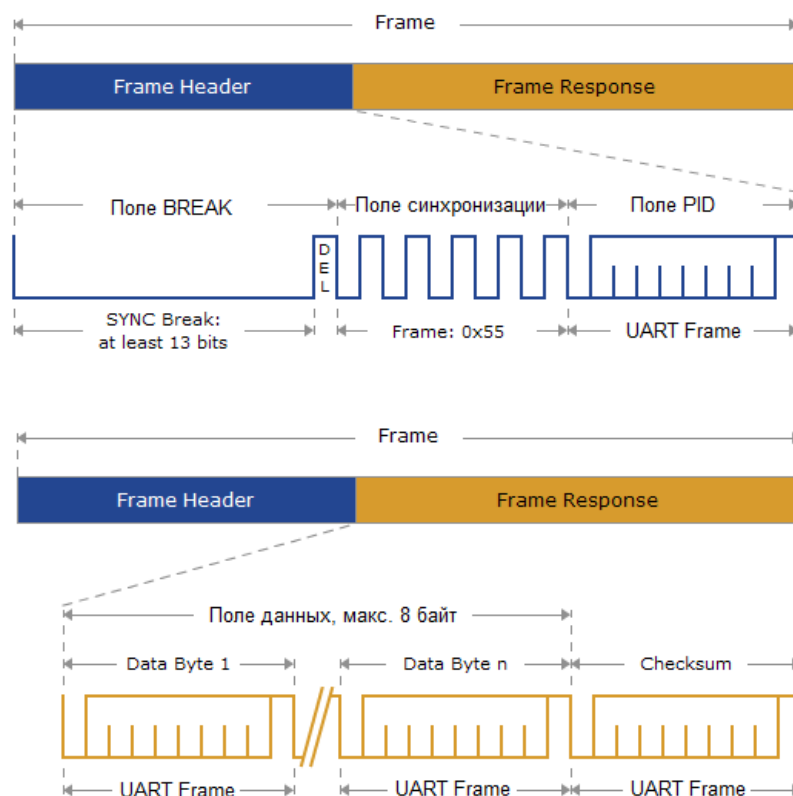 Frame
Frame Header Frame Response
Поле BREAK Поле синхронизации Поле PID
D
E
L
SYNC Break:
at least 13 bits
Frame: 0x55 UART Frame
Frame
Frame Header Frame Response
Поле данных, макс. 8 байт
Data Byte 1 Data Byte n Checksum
UART Frame UART Frame UART Frame